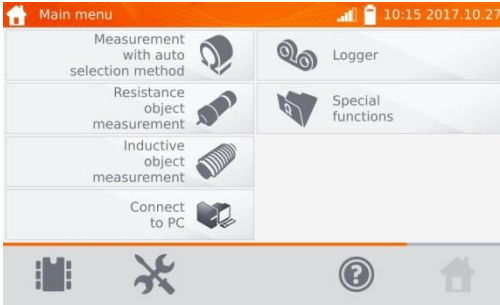 Main menu
10:15 2017.10.27
Measurement
with auto
selection method
Logger
Resistance
object
measurement
Special
functions
Inductive
object
measurement
Connect
to PC